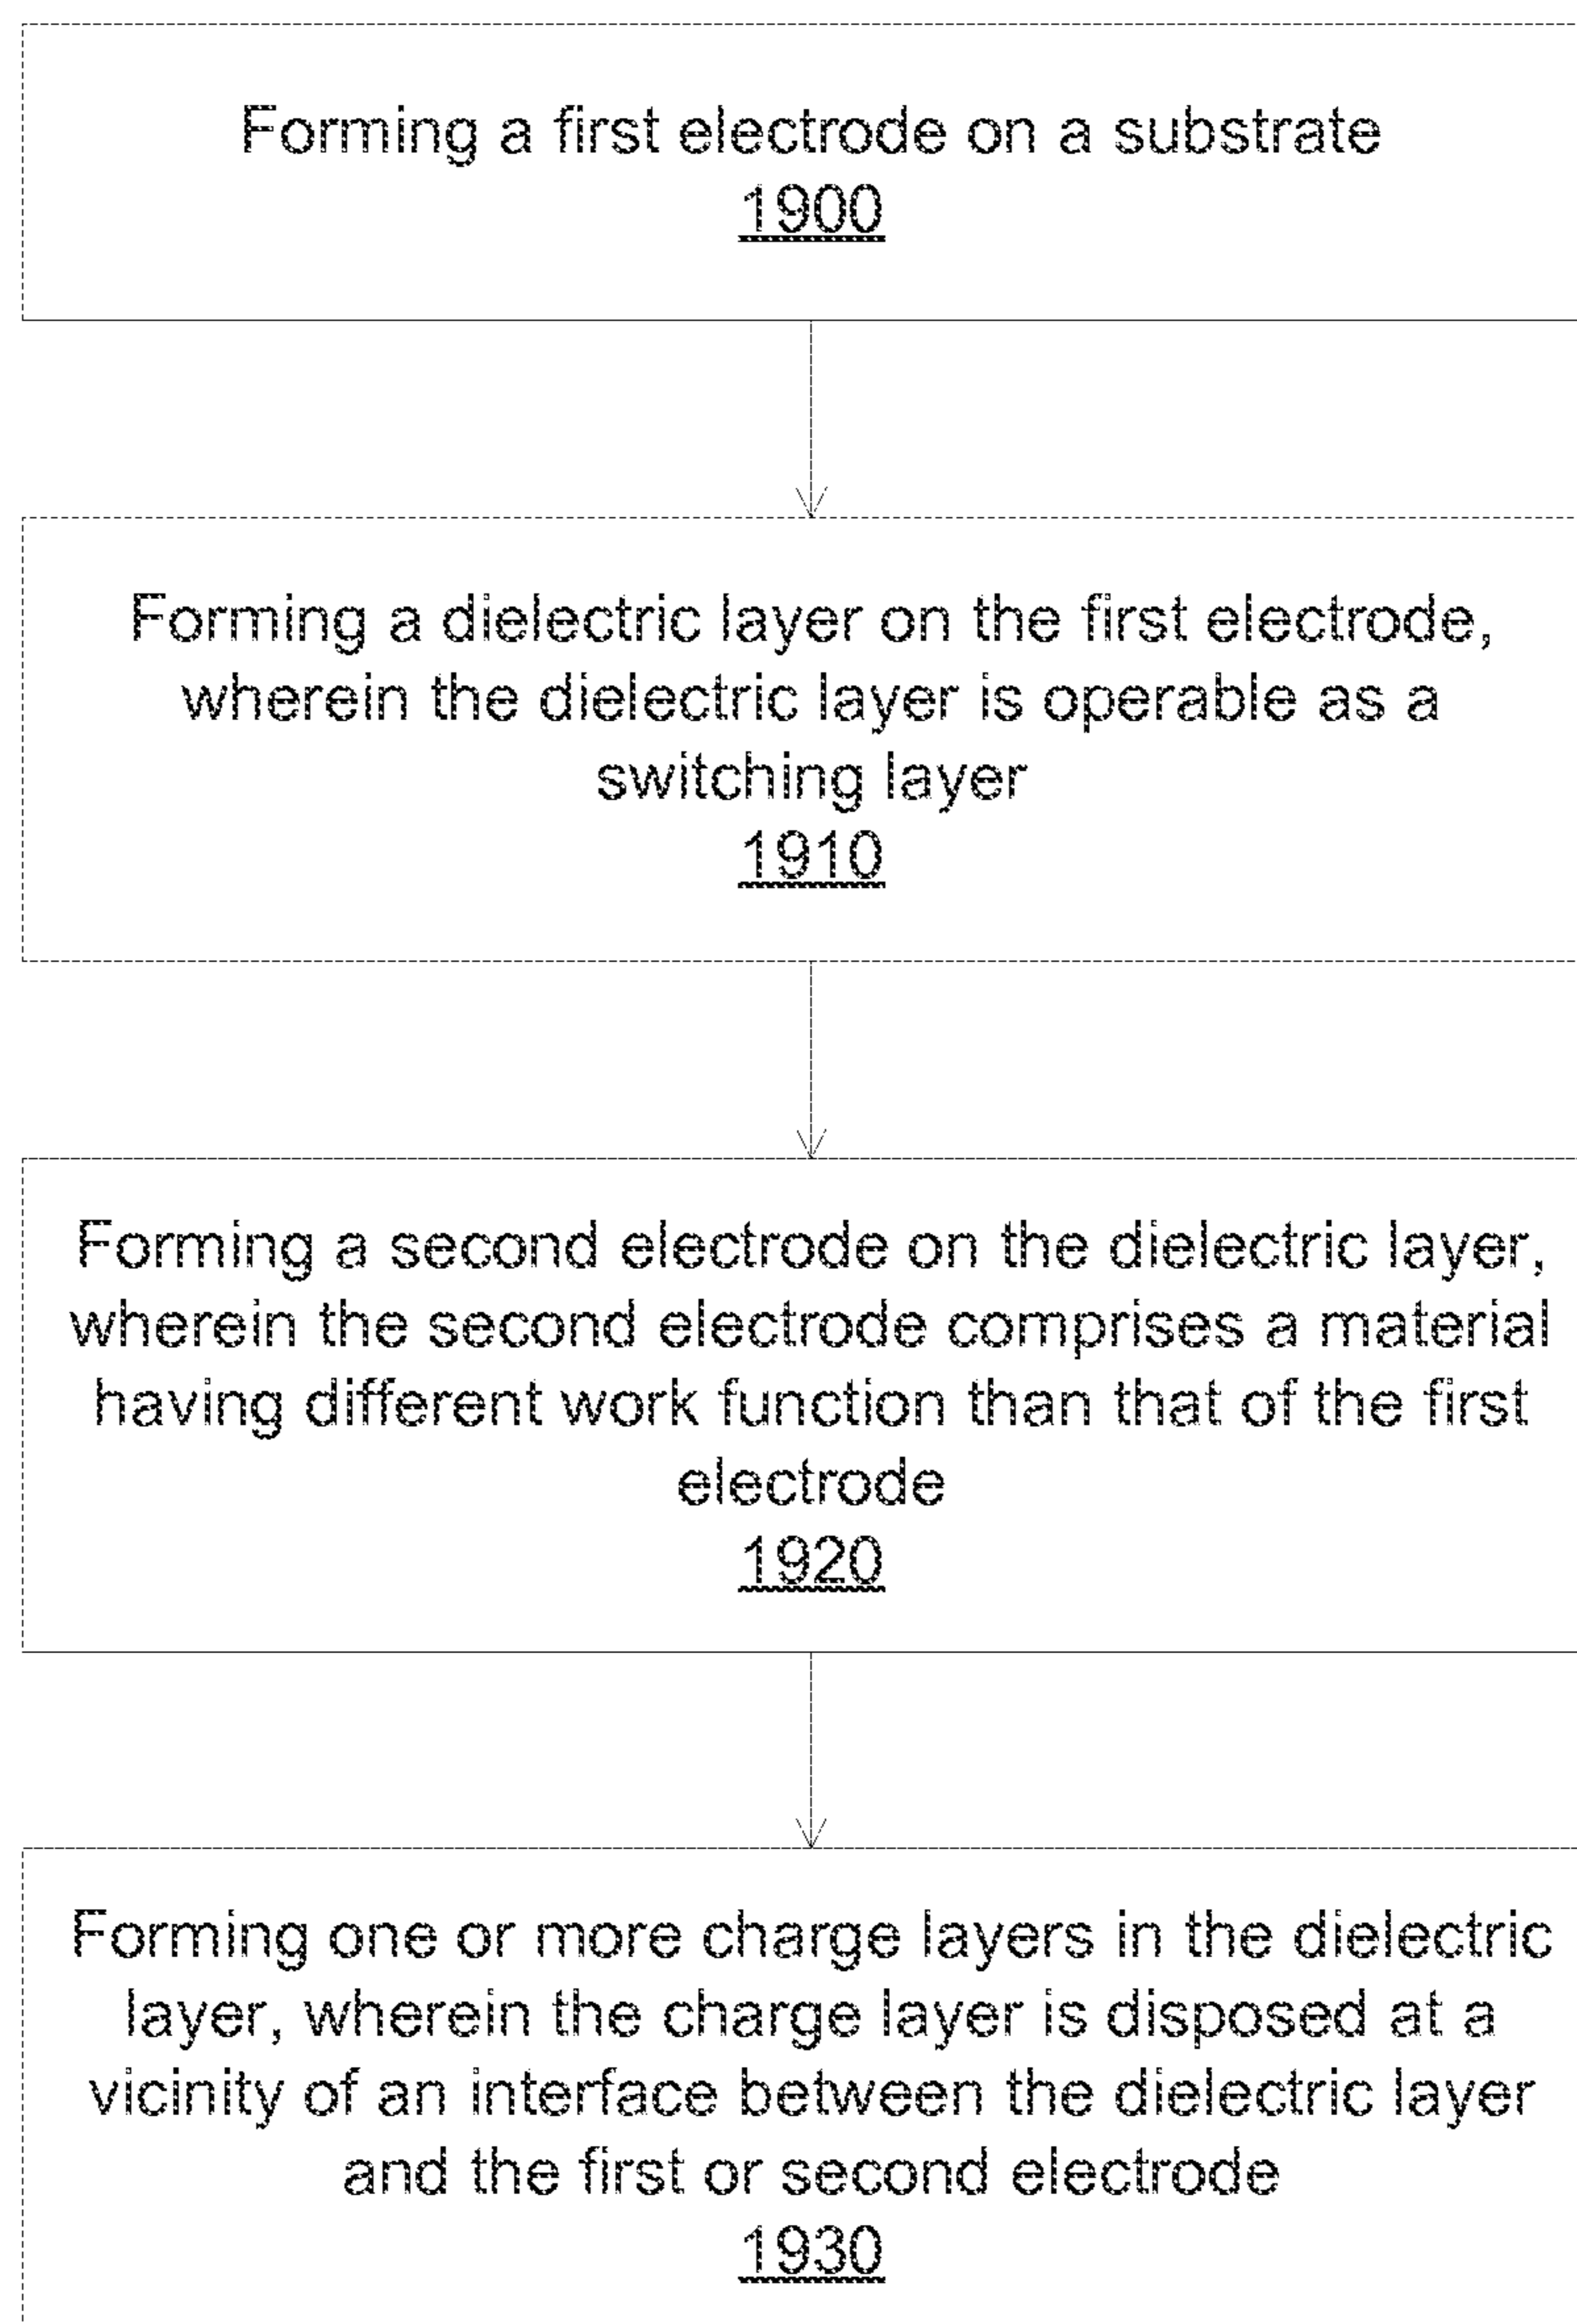 Forming a first electrode on a substrate
1900
Forming a dielectric layer on the first electrode,
wherein the dielectric layer is operable as a
switching layer
1910
Forming a second electrode on the dielectric layer,
wherein the second electrode comprises a material
having different work function than that of the first
electrode
1920
Forming one or more charge layers in the dielectric
layer, wherein the charge layer is disposed at a
vicinity of an interface between the dielectric layer
and the first or second electrode
1930